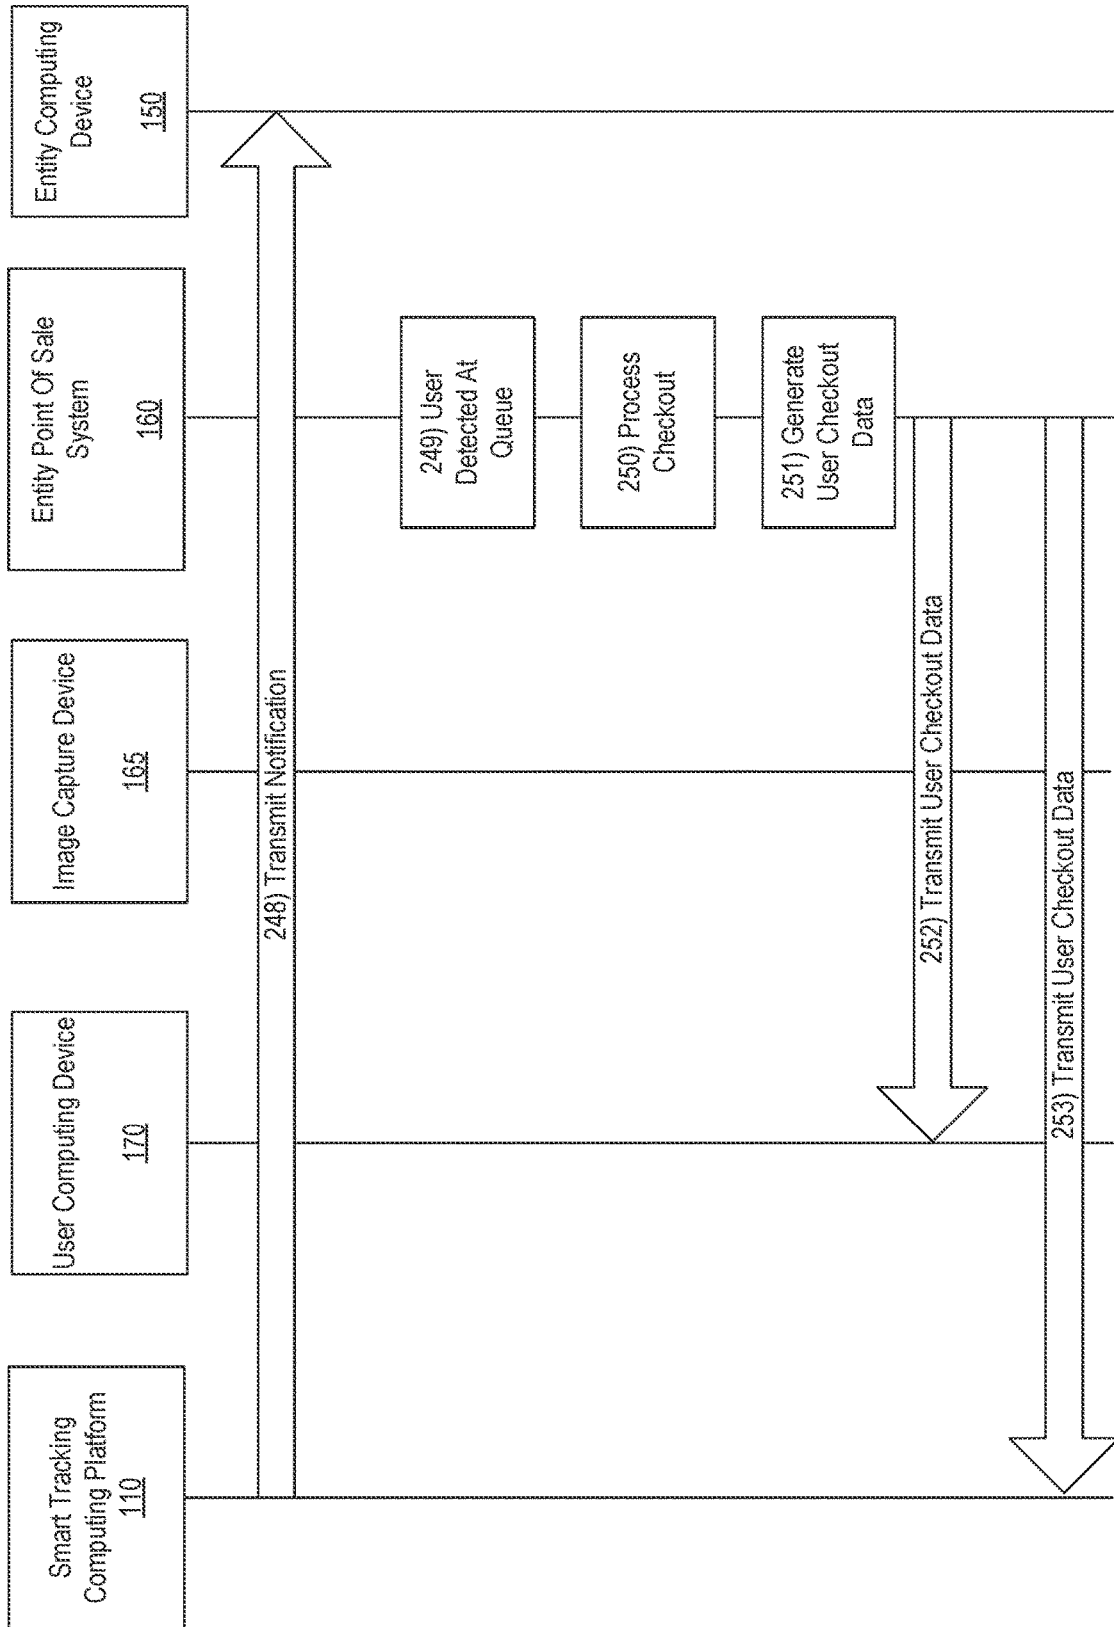 Smart Tracking
Computing Platform
110
User Computing Device
170
Image Capture Device
165
Entity Point Of Sale
System
160
Entity Computing
Device
150
248) Transmit Notification
249) User
Detected At
Queue
250) Process
Checkout
251) Generate
User Checkout
Data
252) Transmit User Checkout Data
253) Transmit User Checkout Data